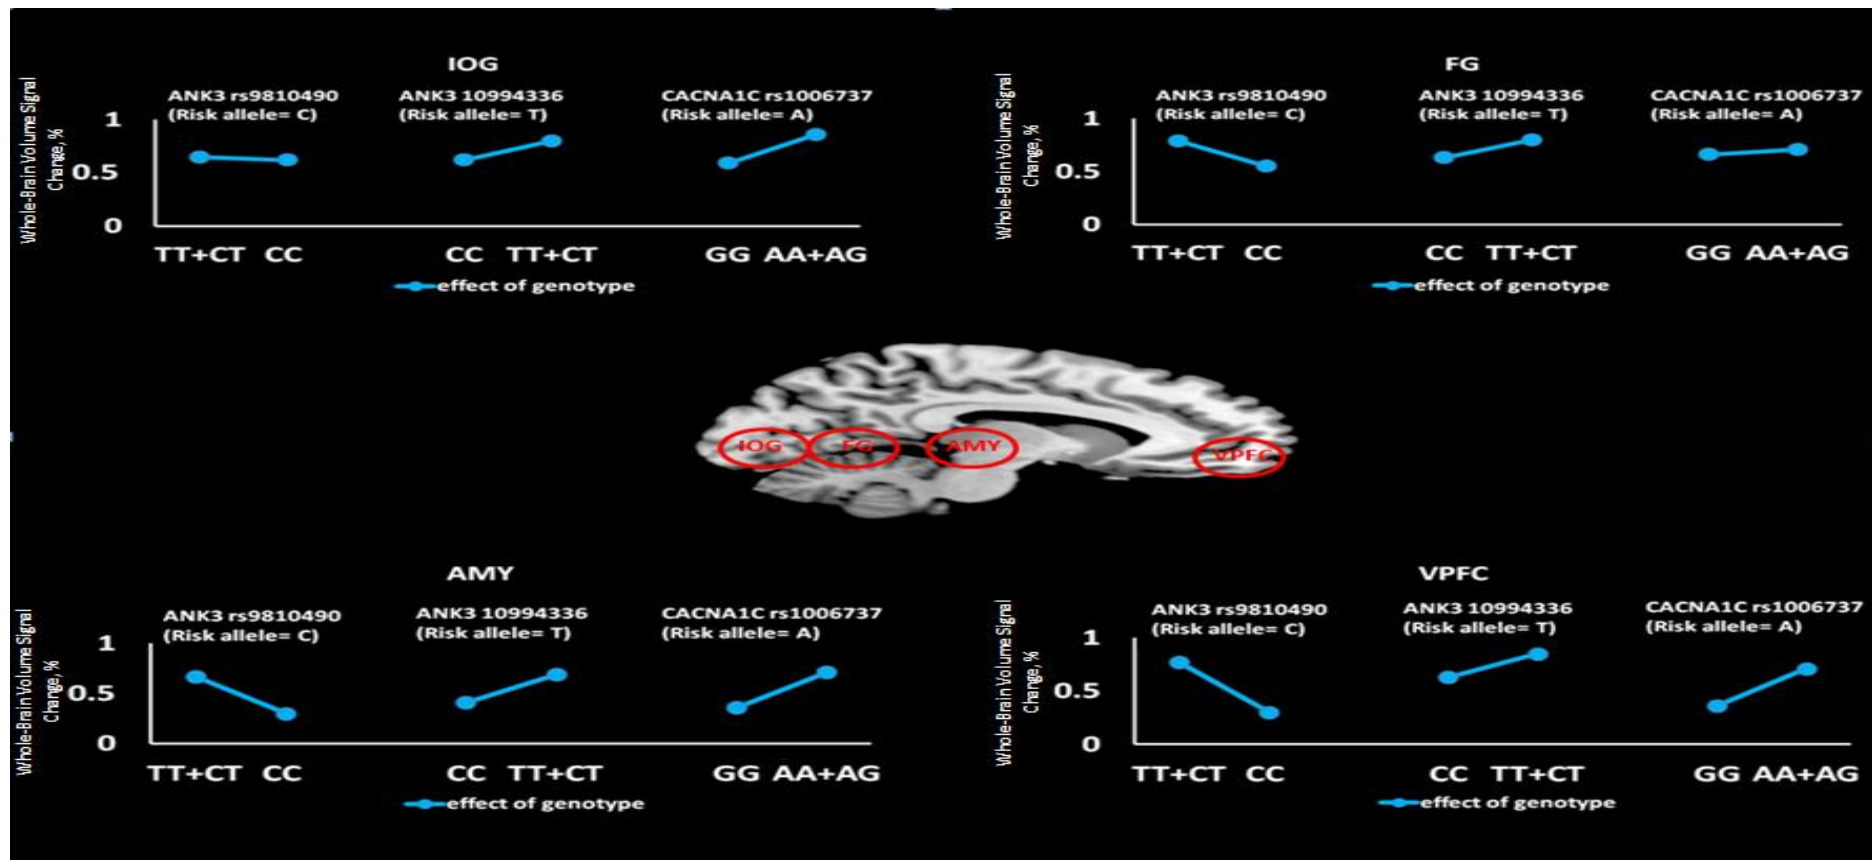 IOG
ANK3 rs9810490
(Risk allele= C)
ANK3 10994336
(Risk allele= T)
CACNA1C rs1006737
(Risk allele= A)
Whole-Brain Volume Signal
Change, %
1
0.5
0
TT+CT CC
CC TT+CT
GG AA+AG
effect of genotype
FG
ANK3 rs9810490
(Risk allele= C)
ANK3 10994336
(Risk allele= T)
CACNA1C rs1006737
(Risk allele= A)
Whole-Brain Volume Signal
Change, %
1
0.5
0
TT+CT CC
CC TT+CT
GG AA+AG
effect of genotype
IOG
FG
AMY
VPFC
AMY
ANK3 rs9810490
(Risk allele= C)
ANK3 10994336
(Risk allele= T)
CACNA1C rs1006737
(Risk allele= A)
Whole-Brain Volume Signal
Change, %
1
0.5
0
TT+CT CC
CC TT+CT
GG AA+AG
effect of genotype
VPFC
ANK3 rs9810490
(Risk allele= C)
ANK3 10994336
(Risk allele= T)
CACNA1C rs1006737
(Risk allele= A)
Whole-Brain Volume Signal
Change, %
1
0.5
0
TT+CT CC
CC TT+CT
GG AA+AG
effect of genotype